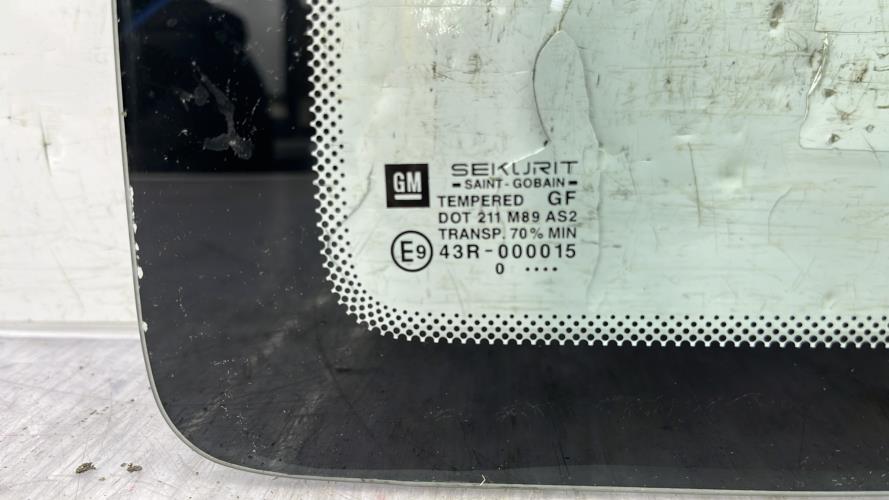 GM
SEKURIT
SAINT-GOBAIN
TEMPERED GF
DOT 211 M89 AS2
TRANSP. 70% MIN
E9 43R-000015
0 ....